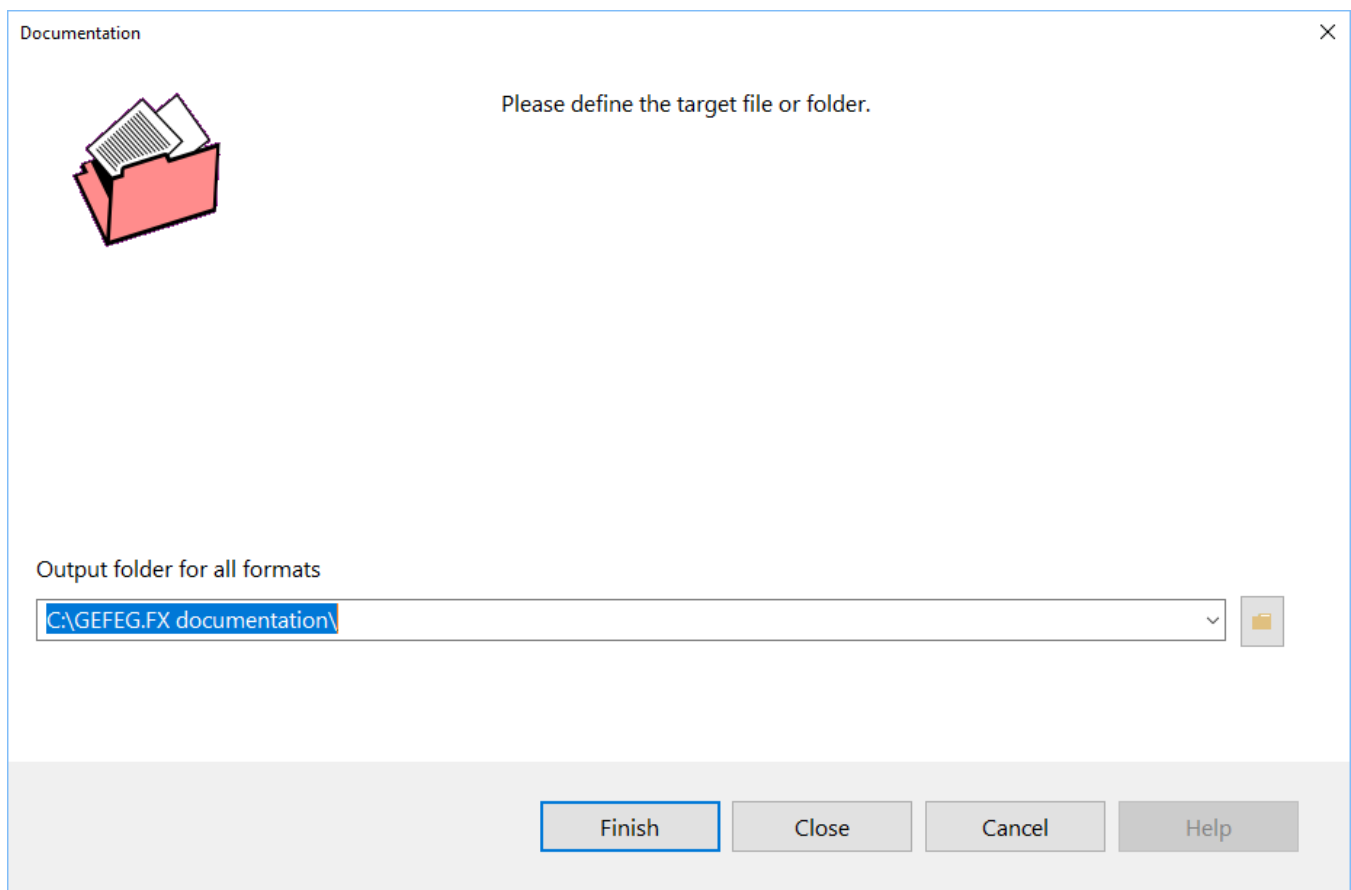 Documentation
Please define the target file or folder.
Output folder for all formats
C:\GEFEG.FX documentation\
Finish
Close
Cancel
Help